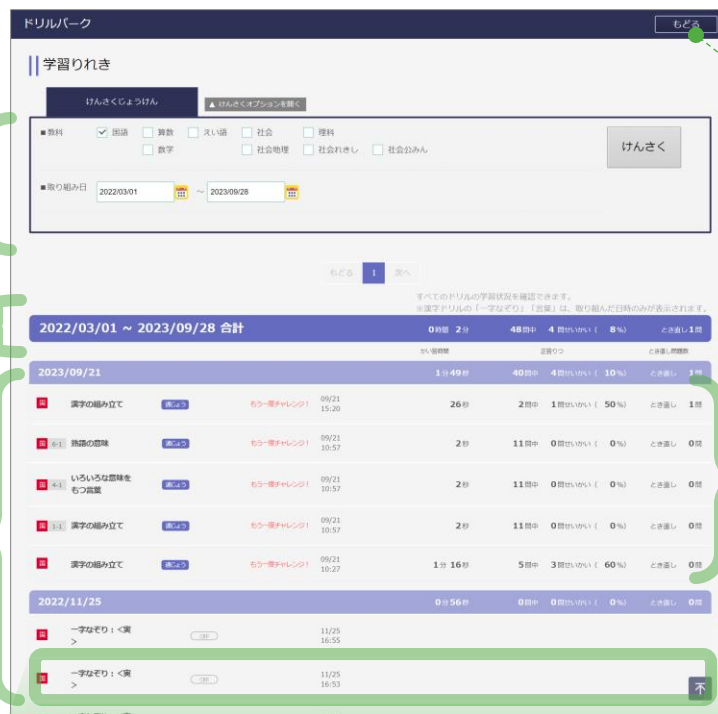 ドリルパーク
もどる
学習りれき
けんさくじょうけん
▲ けんさくオプションを開く
■教科 国語 算数 えい語 社会 理科
数学 社会地理 社会れきし 社会公みん
けんさく
■取り組み日 2022/03/01 ~ 2023/09/28
もどる 1 次へ
すべてのドリルの学習状況を確認できます。
※漢字ドリルの「一字なぞり」「言葉」は、取り組んだ日時のみが表示されます。
2022/03/01 ~ 2023/09/28 合計 0時間 2分 48問中 4問せいかい ( 8%) とき直し1問
学習時間 正答りつ とき直し問題数
2023/09/21 1分49秒 40問中 4問せいかい ( 10%) とき直し 1問
国 漢字の組み立て 通じょう もう一度チャレンジ! 09/21
15:20 26秒 2問中 1問せいかい ( 50%) とき直し 1問
国 6-1 熟語の意味 通じょう もう一度チャレンジ! 09/21
10:57 2秒 11問中 0問せいかい ( 0%) とき直し 0問
国 4-1 いろいろな意味を
もつ言葉 通じょう もう一度チャレンジ! 09/21
10:57 2秒 11問中 0問せいかい ( 0%) とき直し 0問
国 1-1 漢字の組み立て 通じょう もう一度チャレンジ! 09/21
10:57 2秒 11問中 0問せいかい ( 0%) とき直し 0問
国 漢字の組み立て 通じょう もう一度チャレンジ! 09/21
10:27 1分 16秒 5問中 3問せいかい ( 60%) とき直し 0問
2022/11/25 0分56秒 0問中 0問せいかい ( 0%) とき直し 0問
国 一字なぞり:<実
> 11/25
16:55
国 一字なぞり:<実
> 11/25
16:53